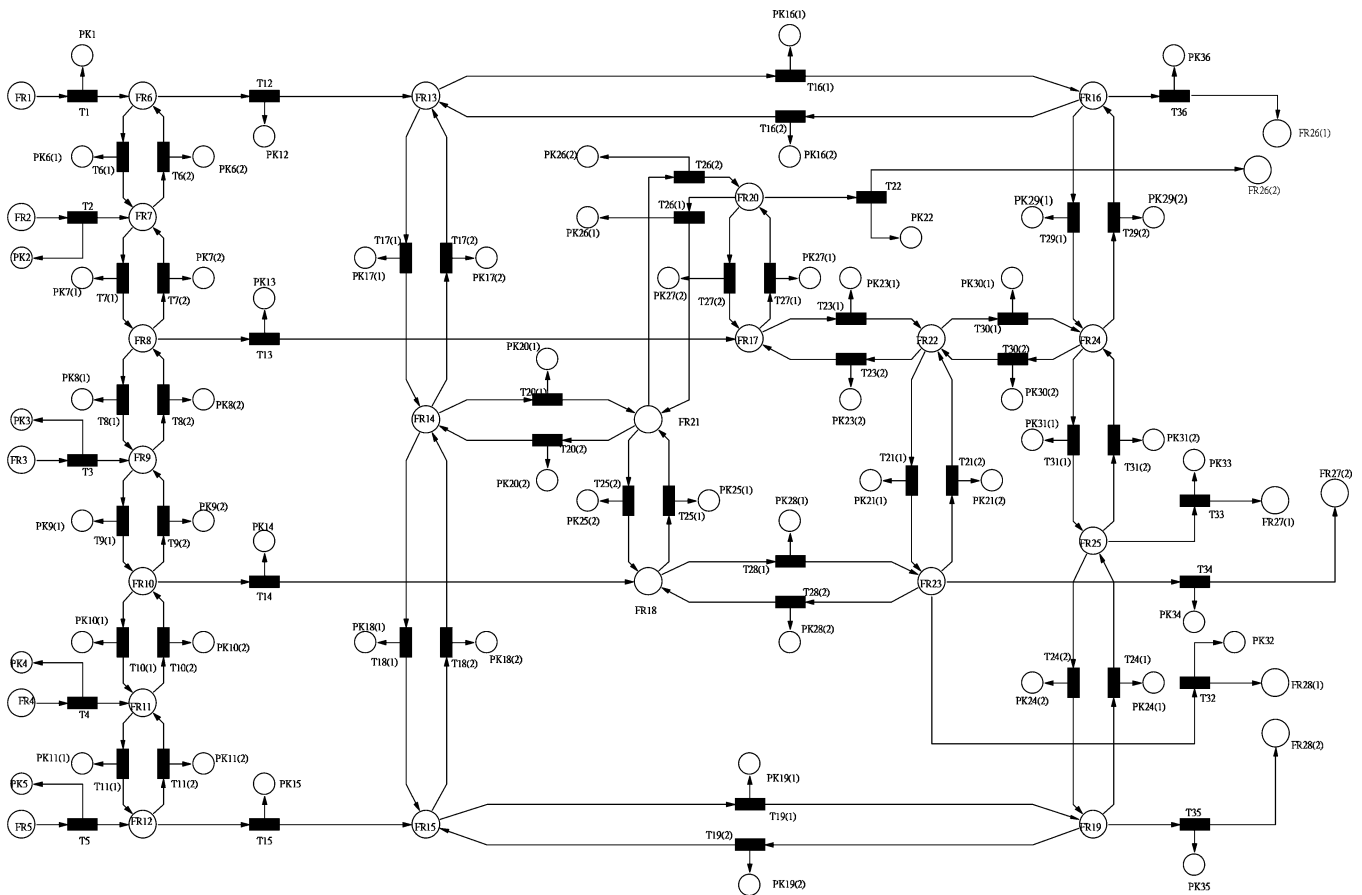 PK16(1)
PK1
PK36
T12
FR1
FR6
FR13
FR16
T1
T16(1)
T36
FR26(1)
T16(2)
PK12
PK6(1)
PK6(2)
PK26(2)
PK16(2)
T6(1)
T6(2)
T26(2)
FR26(2)
T22
FR20
PK29(1)
PK29(2)
T2
T26(1)
FR2
FR7
PK22
PK26(1)
T29(1)
T29(2)
T17(1)
T17(2)
PK2
PK7(2)
PK27(1)
PK17(1)
PK17(2)
PK27(2)
PK13
PK23(1)
PK30(1)
PK7(1)
T7(1)
T7(2)
T27(2)
T27(1)
T23(1)
T30(1)
FR8
FR17
FR22
FR24
PK20(1)
T30(2)
T13
T23(2)
PK8(1)
PK30(2)
T20(1)
PK8(2)
PK3
T8(1)
T8(2)
PK23(2)
FR14
FR21
PK31(1)
PK31(2)
T20(2)
T21(1)
T21(2)
FR3
FR9
T31(1)
T31(2)
PK33
T3
FR27(2)
PK20(2)
T25(2)
PK25(1)
PK28(1)
PK21(1)
PK21(2)
PK9(2)
PK9(1)
PK25(2)
T25(1)
T33
FR27(1)
PK14
T9(1)
T9(2)
FR25
T28(1)
T34
FR10
FR23
T14
T28(2)
FR18
PK10(1)
PK34
PK18(1)
PK32
PK10(2)
PK28(2)
PK4
T10(1)
T10(2)
T18(1)
T18(2)
PK18(2)
T24(2)
T24(1)
FR28(1)
FR4
FR11
PK24(2)
PK24(1)
T32
T4
FR28(2)
PK11(1)
PK11(2)
PK19(1)
PK5
T11(1)
T11(2)
PK15
T35
FR5
FR12
FR15
T19(1)
FR19
T5
T15
T19(2)
PK19(2)
PK35